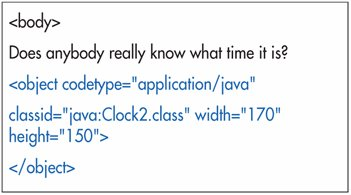 <body>
Does anybody really know what time it is?
<object codetype="application/java"
classid="java:Clock2.class" width="170"
height="150">
</object>